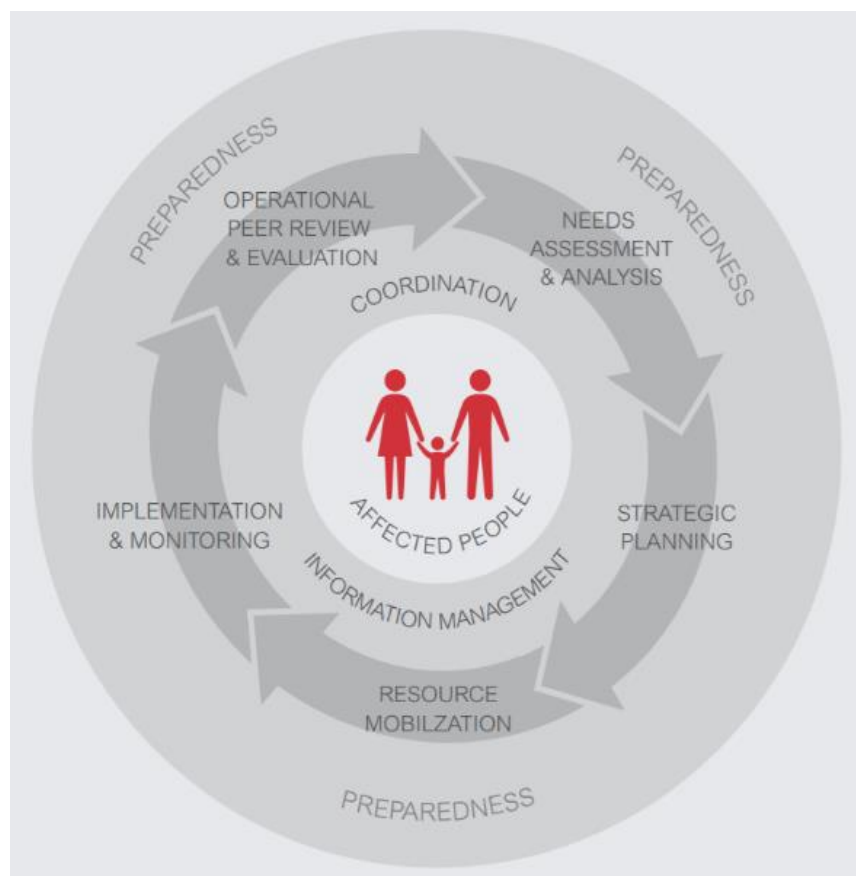 PREPAREDNESS
PREPAREDNESS
OPERATIONAL
PEER REVIEW
& EVALUATION
NEEDS
ASSESSMENT
& ANALYSIS
COORDINATION
AFFECTED PEOPLE
INFORMATION MANAGEMENT
IMPLEMENTATION
& MONITORING
STRATEGIC
PLANNING
RESOURCE
MOBILZATION
PREPAREDNESS